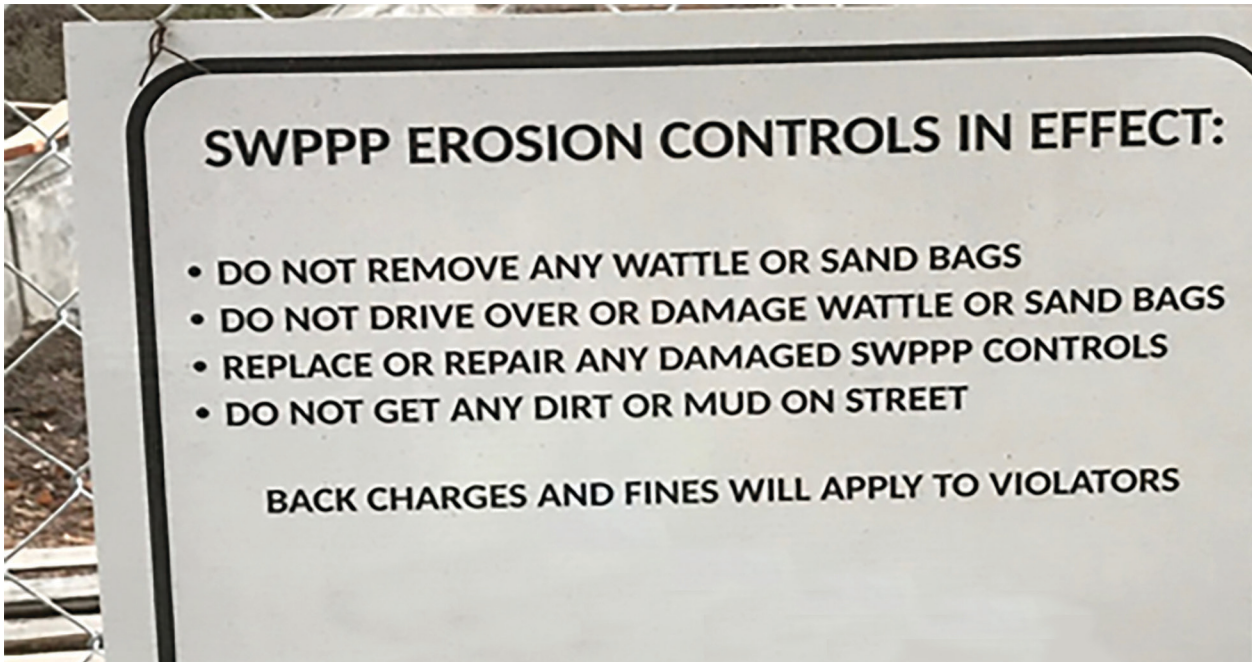 SWPPP EROSION CONTROLS IN EFFECT:
• DO NOT REMOVE ANY WATTLE OR SAND BAGS
• DO NOT DRIVE OVER OR DAMAGE WATTLE OR SAND BAGS
• REPLACE OR REPAIR ANY DAMAGED SWPPP CONTROLS
• DO NOT GET ANY DIRT OR MUD ON STREET
BACK CHARGES AND FINES WILL APPLY TO VIOLATORS